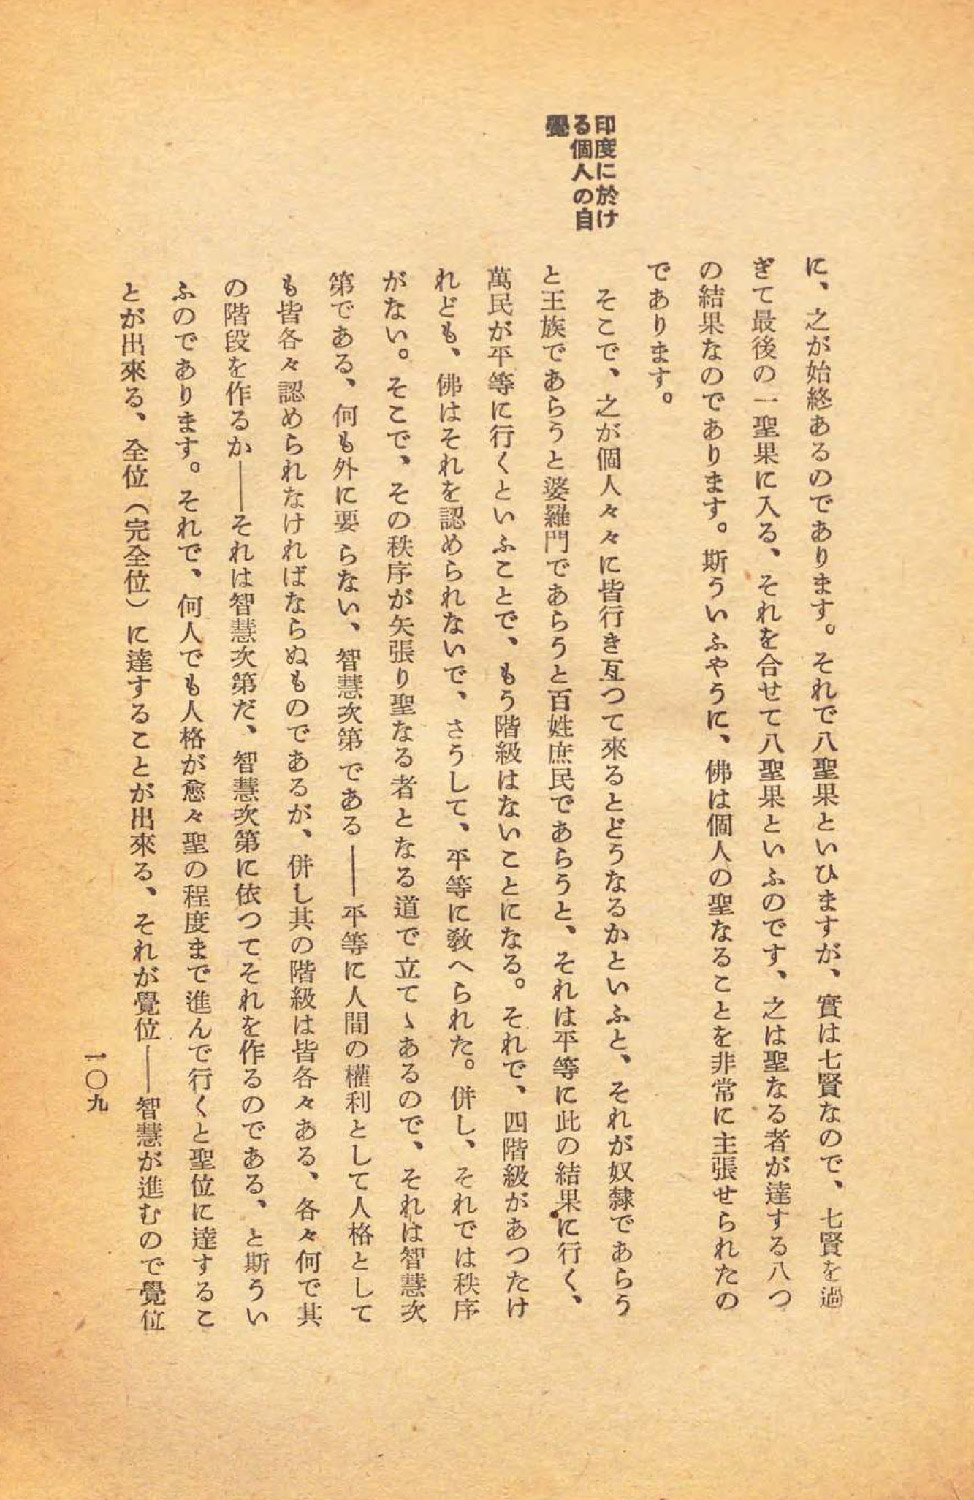 印度に於け
る個人の自
覺
に、之が始終あるのであります。それで八聖果といひますが、實は七賢なので、七賢を過
ぎて最後の一聖果に入る、それを合せて八聖果といふのです、之は聖なる者が達する八つ
の結果なのであります。斯ういふやうに、佛は個人の聖なることを非常に主張せられたの
であります。
そこで、之が個人々々に皆行き互つて來るとどうなるかといふと、それが奴隸であらう
と王族であらうと婆羅門であらうと百姓庶民であらうと、それは平等に此の結果に行く、
萬民が平等に行くといふことで、もう階級はないことになる。それで、四階級があつたけ
れども、佛はそれを認められないで、さうして、平等に敎へられた。併し、それでは秩序
がない。そこで、その秩序が矢張り聖なる者となる道で立てゝあるので、それは智慧次
第である、何も外に要らない、智慧次第である——平等に人間の權利として人格として
も皆各々認められなければならぬものであるが、併し其の階級は皆各々ある、各々何で其
の階段を作るか——それは智慧次第だ、智慧次第に依つてそれを作るのである、と斯うい
ふのであります。それで、何人でも人格が愈々聖の程度まで進んで行くと聖位に達するこ
とが出來る、全位（完全位）に達することが出來る、それが覺位——智慧が進むので覺位
一〇九